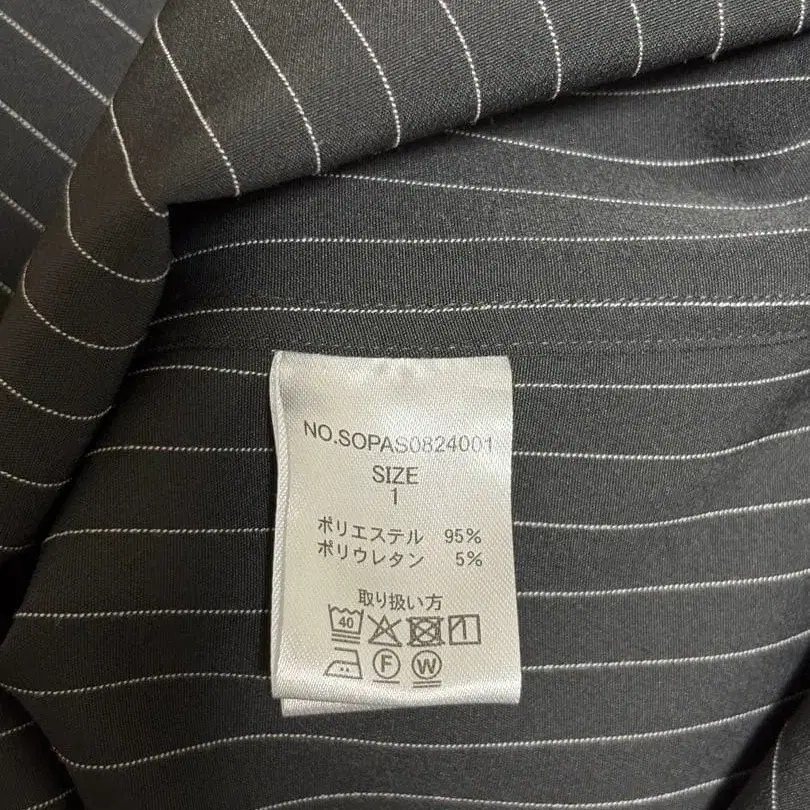 NO.SOPAS0824001
SIZE
1
ポリエステル 95%
ポリウレタン 5%
取り扱い方
40
F W